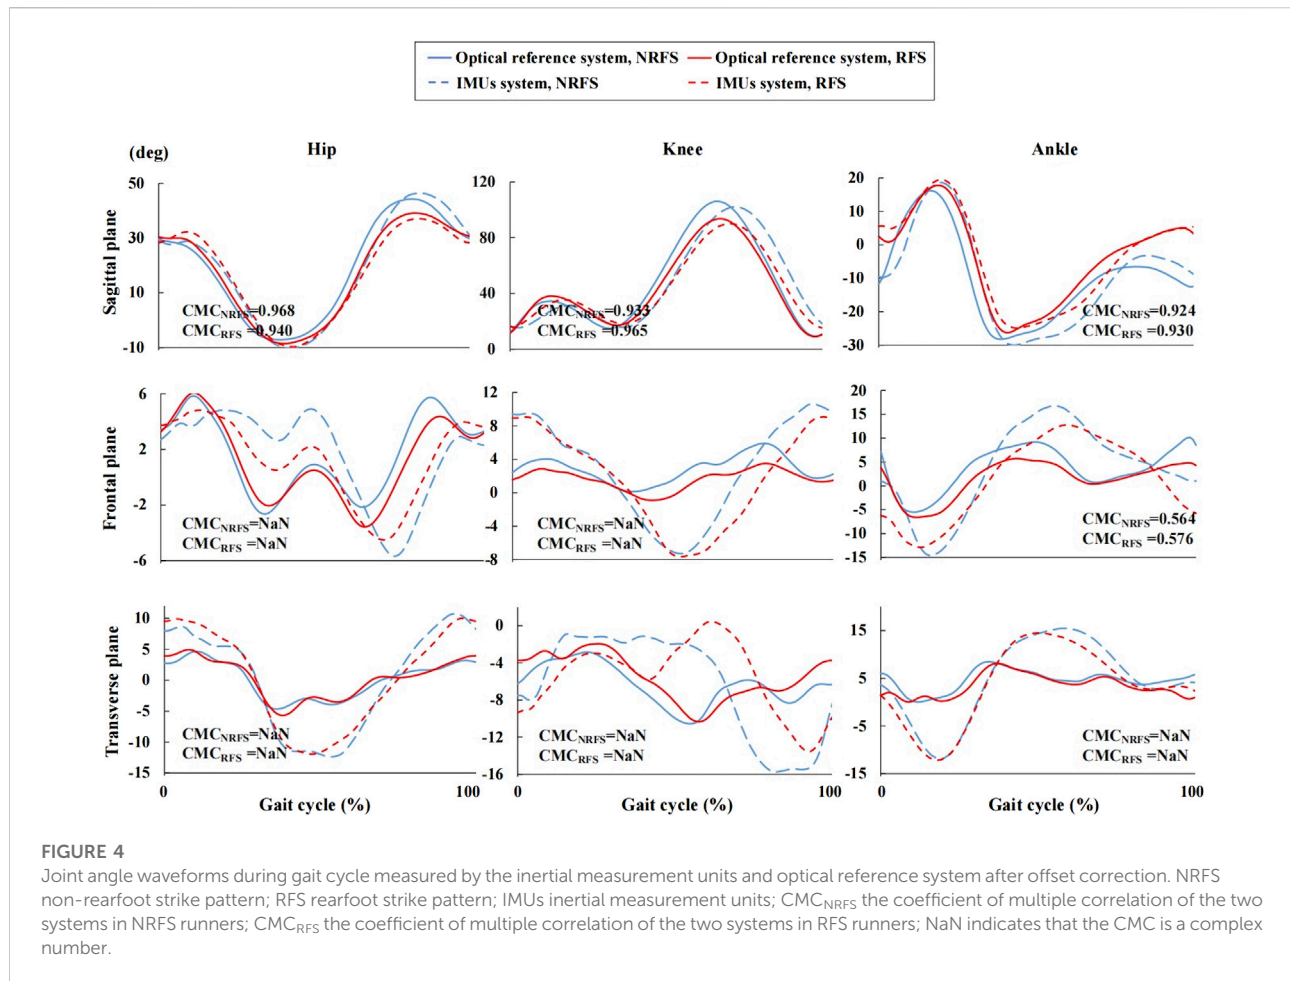 Optical reference system, NRFS
Optical reference system, RFS
IMUs system, NRFS
IMUs system, RFS
(deg)
Hip
Knee
Ankle
Sagittal plane
50
30
10
-10
CMCNRFS=0.968
CMCRFS=0.940
120
80
40
0
CMCNRFS=0.933
CMCRFS=0.965
20
10
0
-10
-20
-30
CMCNRFS=0.924
CMCRFS =0.930
Frontal plane
6
2
-2
-6
CMCNRFS=NaN
CMCRFS =NaN
12
8
4
0
4
-8
CMCNRFS=NaN
CMCRFS =NaN
20
15
10
5
0
-5
-10
-15
CMCNRFS=0.564
CMCRFS =0.576
Transverse plane
10
5
0
-5
-10
-15
CMCNRFS=NaN
CMCRFS =NaN
0
-4
-8
-12
-16
CMCNRFS=NaN
CMCRFS =NaN
15
5
-5
-15
CMCNRFS=NaN
CMCRFS =NaN
0
100
0
100
0
100
Gait cycle (%)
Gait cycle (%)
Gait cycle (%)
FIGURE 4
Joint angle waveforms during gait cycle measured by the inertial measurement units and optical reference system after offset correction. NRFS
non-rearfoot strike pattern; RFS rearfoot strike pattern; IMUs inertial measurement units; CMCNRFS the coefficient of multiple correlation of the two
systems in NRFS runners; CMCRFS the coefficient of multiple correlation of the two systems in RFS runners; NaN indicates that the CMC is a complex
number.